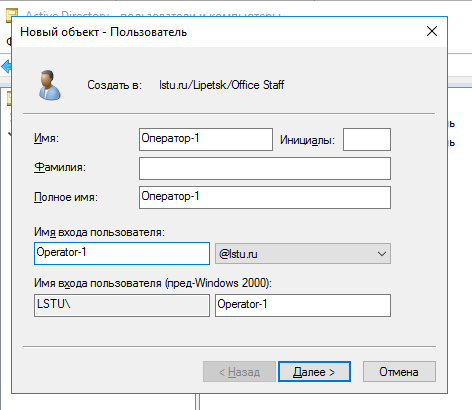 Active Directory - пользователи и компьютеры
Новый объект - Пользователь
Создать в: lstu.ru/Lipetsk/Office Staff
Имя: Оператор-1 Инициалы:
Фамилия:
Полное имя: Оператор-1
Имя входа пользователя:
Operator-1 @lstu.ru
Имя входа пользователя (пред-Windows 2000):
LSTU\ Operator-1
< Назад Далее > Отмена